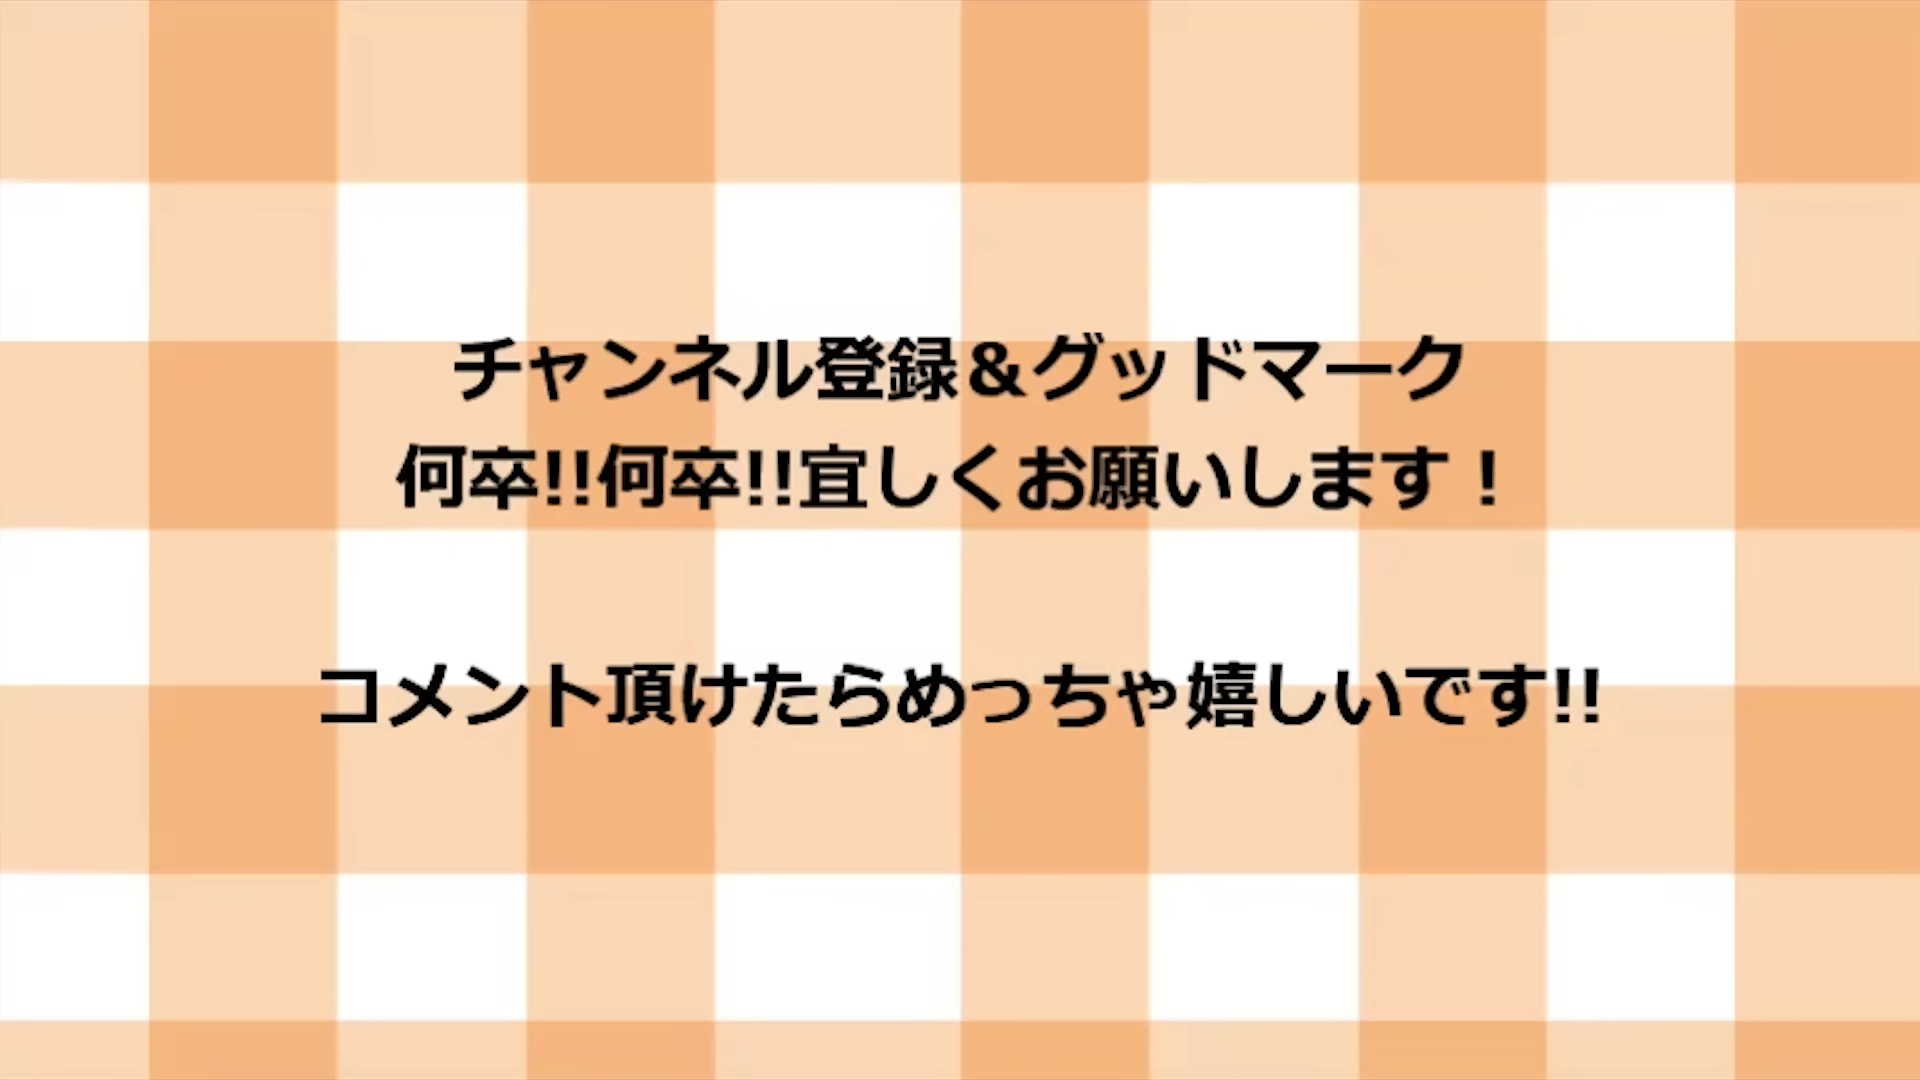 チャンネル登録＆グッドマーク
何卒!!何卒!!宜しくお願いします！
コメント頂けたらめっちゃ嬉しいです!!